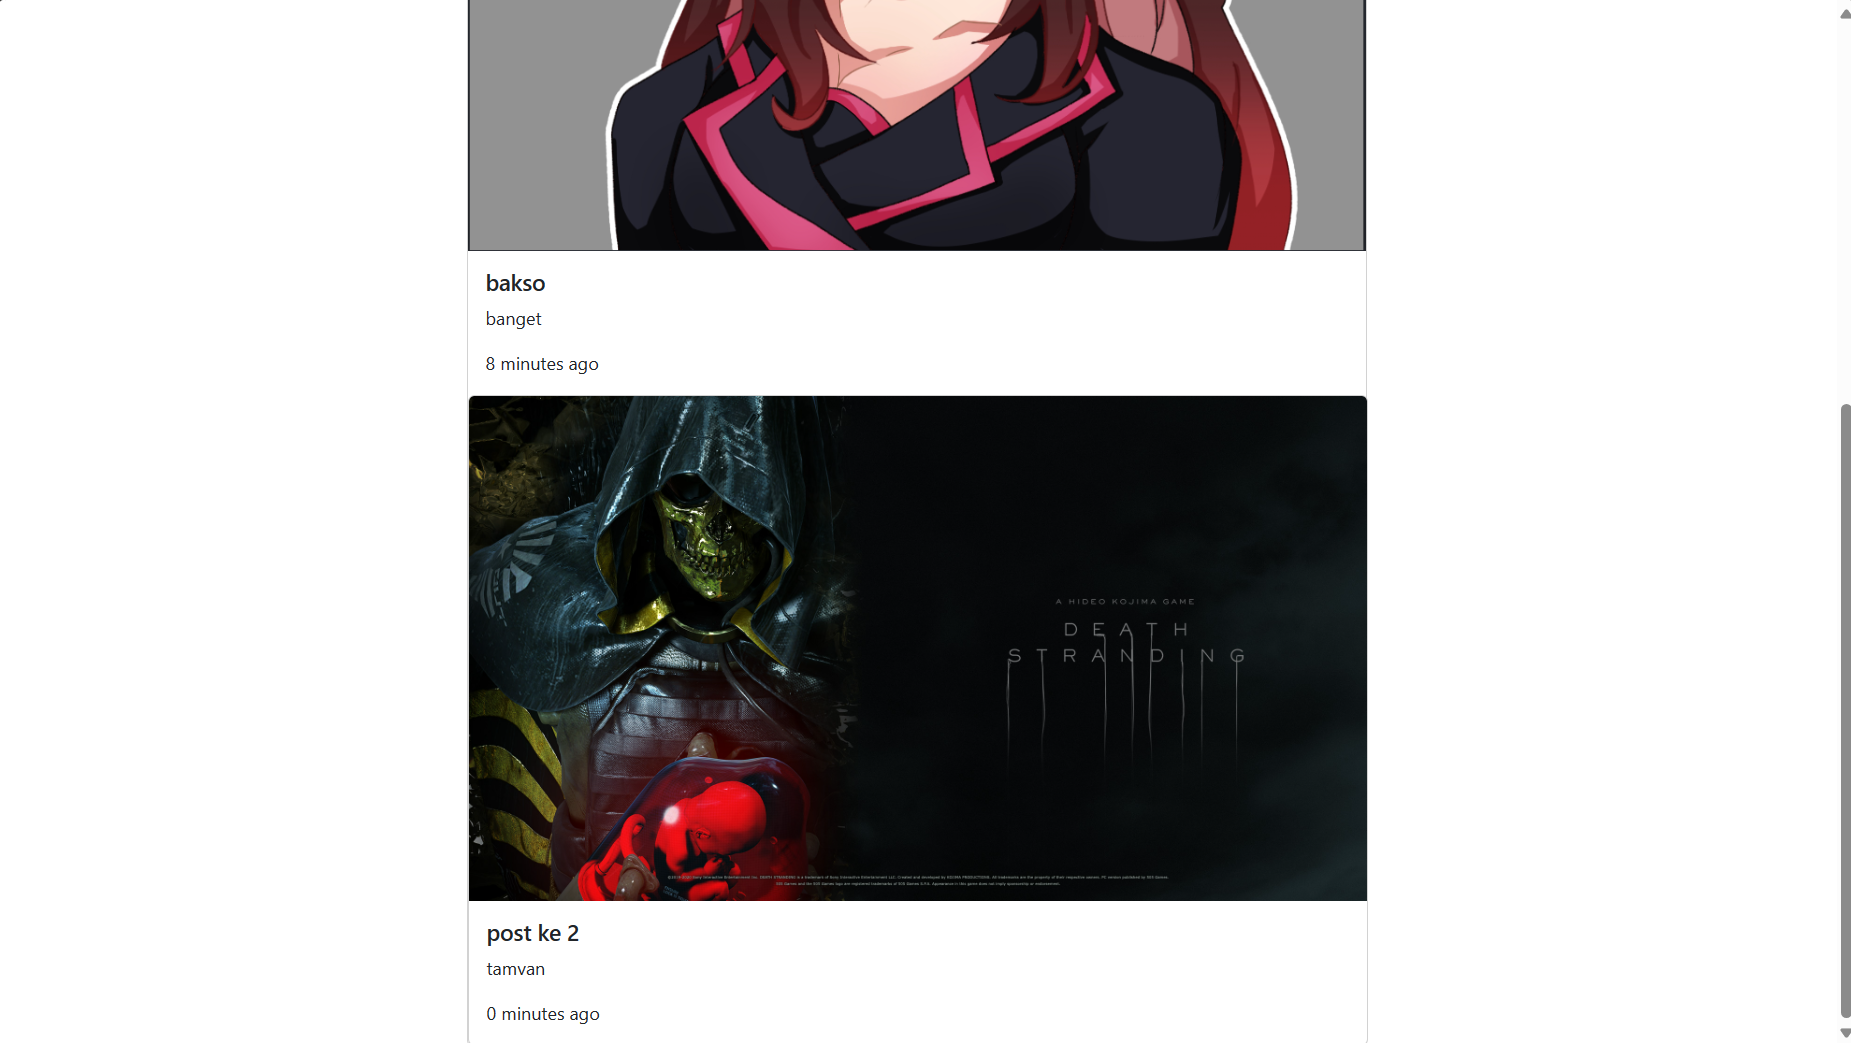 bakso
banget
8 minutes ago
A HIDEO KOJIMA GAME
DEATH
STRANDING
post ke 2
tamvan
0 minutes ago